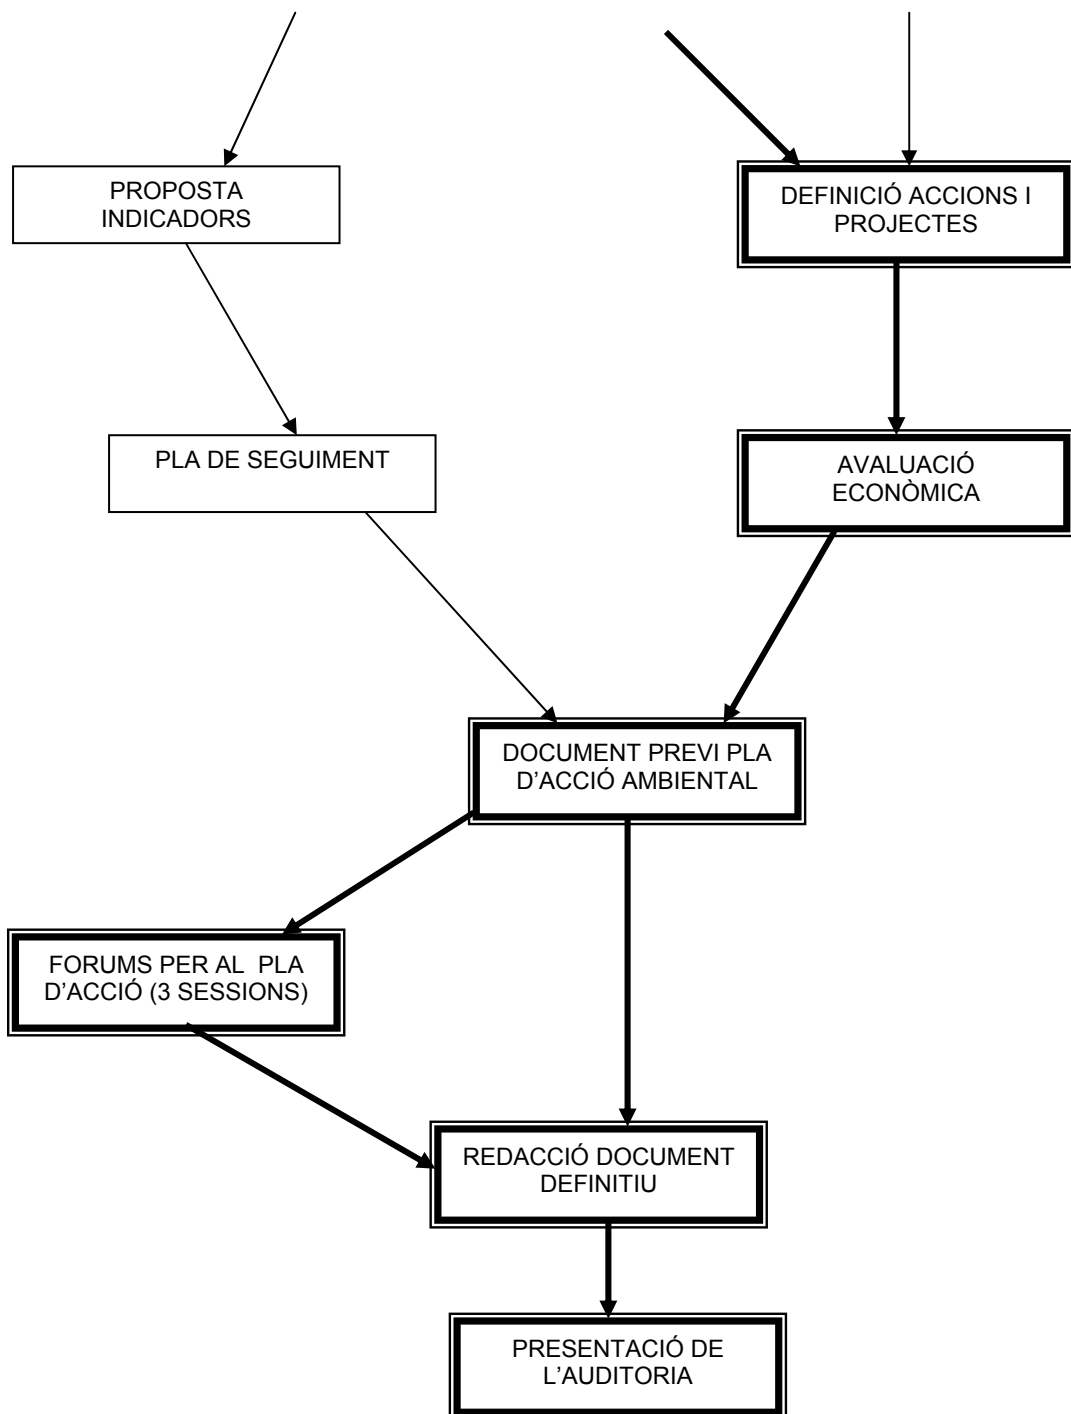 PROPOSTA
INDICADORS
DEFINICIÓ ACCIONS I
PROJECTES
PLA DE SEGUIMENT
AVALUACIÓ
ECONÒMICA
DOCUMENT PREVI PLA
D’ACCIÓ AMBIENTAL
FORUMS PER AL  PLA
D’ACCIÓ (3 SESSIONS)
REDACCIÓ DOCUMENT
DEFINITIU
PRESENTACIÓ DE
L’AUDITORIA